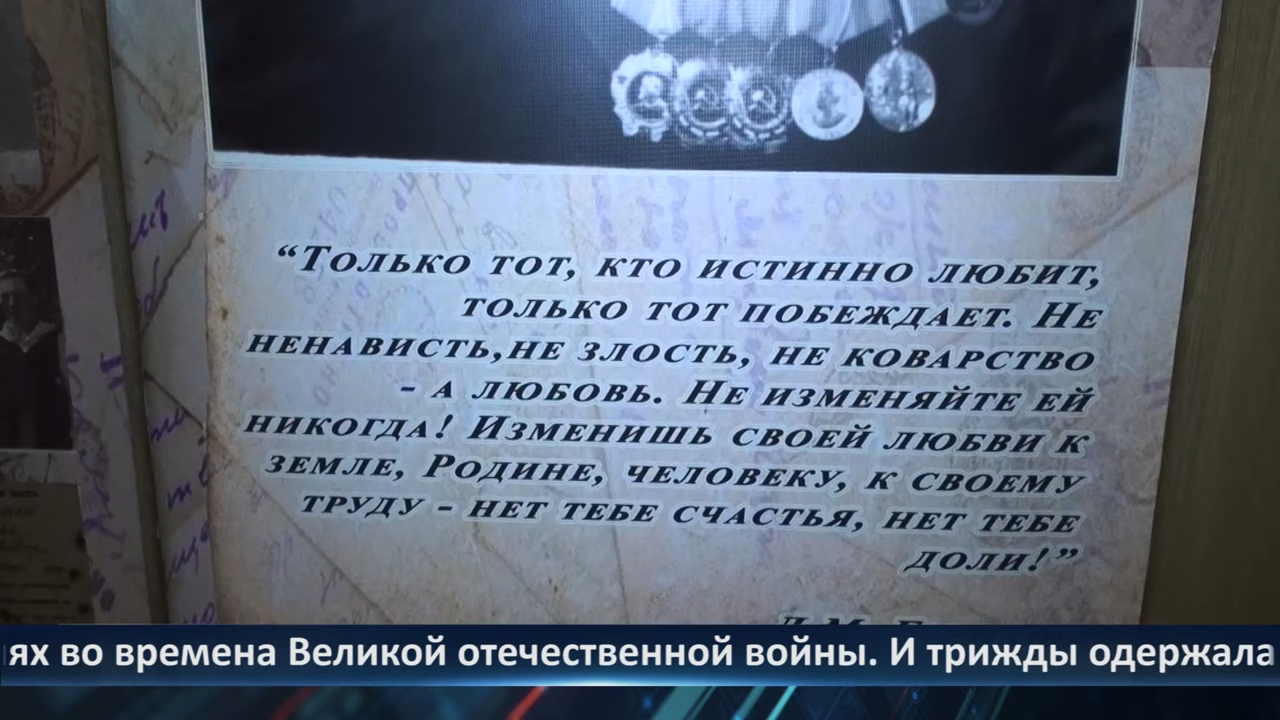 “Только тот, кто истинно любит,
только тот побеждает. Не
ненависть,не злость, не коварство
- а любовь. Не изменяйте ей
никогда! Изменишь своей любви к
земле, Родине, человеку, к своему
труду - нет тебе счастья, нет тебе
доли!”
ях во времена Великой отечественной войны. И трижды одержала